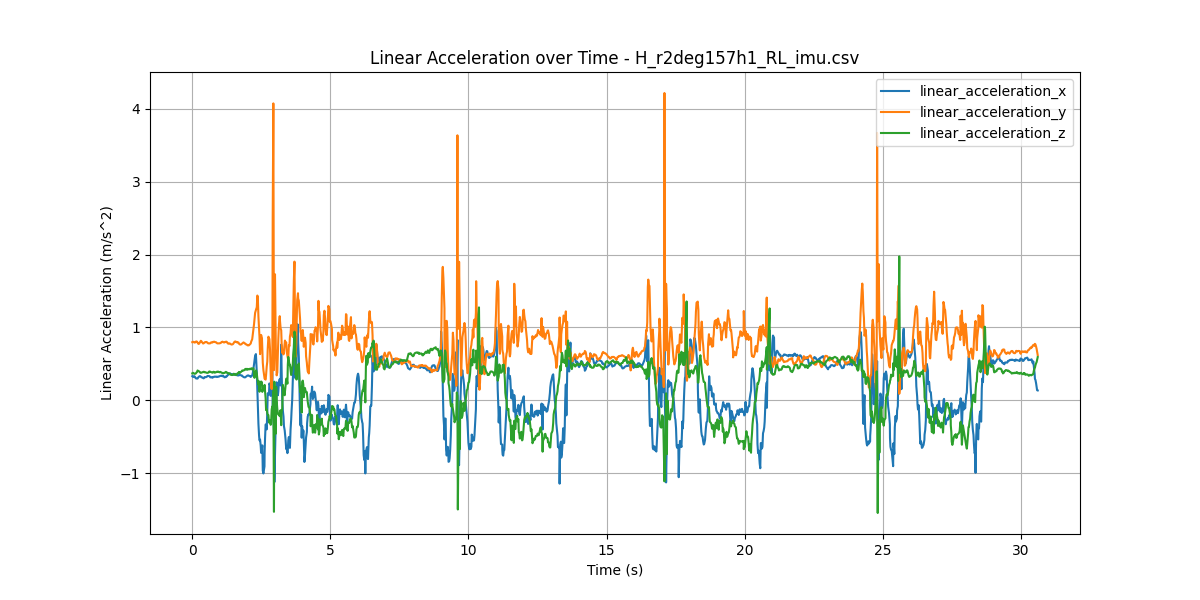 Linear Acceleration over Time - H_r2deg157h1_RL_imu.csv
linear_acceleration_x
linear_acceleration_y
linear_acceleration_z
Linear Acceleration (m/s^2)
4
3
2
1
0
−1
0 5 10 15 20 25 30
Time (s)